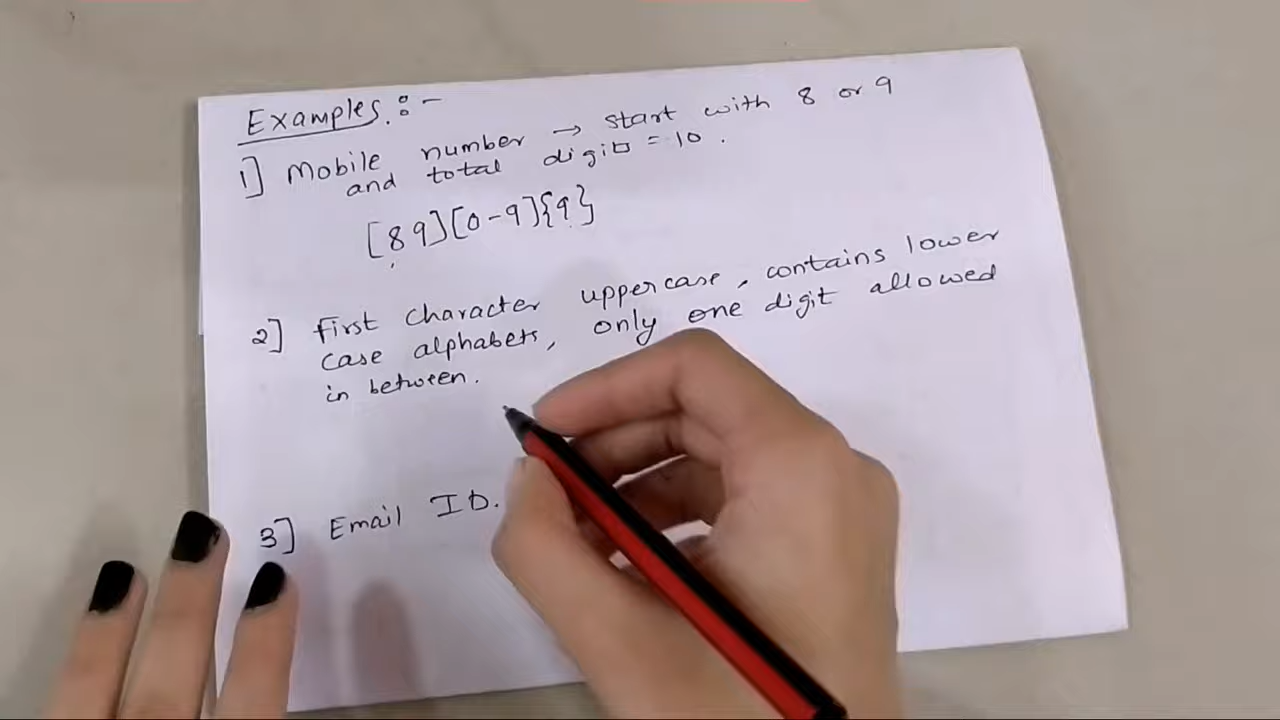 Examples :-
1] Mobile number → start with 8 or 9
and total digits = 10 .
[89][0-9]{9}
2] first character uppercase, contains lower
case alphabets, only one digit allowed
in between.
3] Email ID.